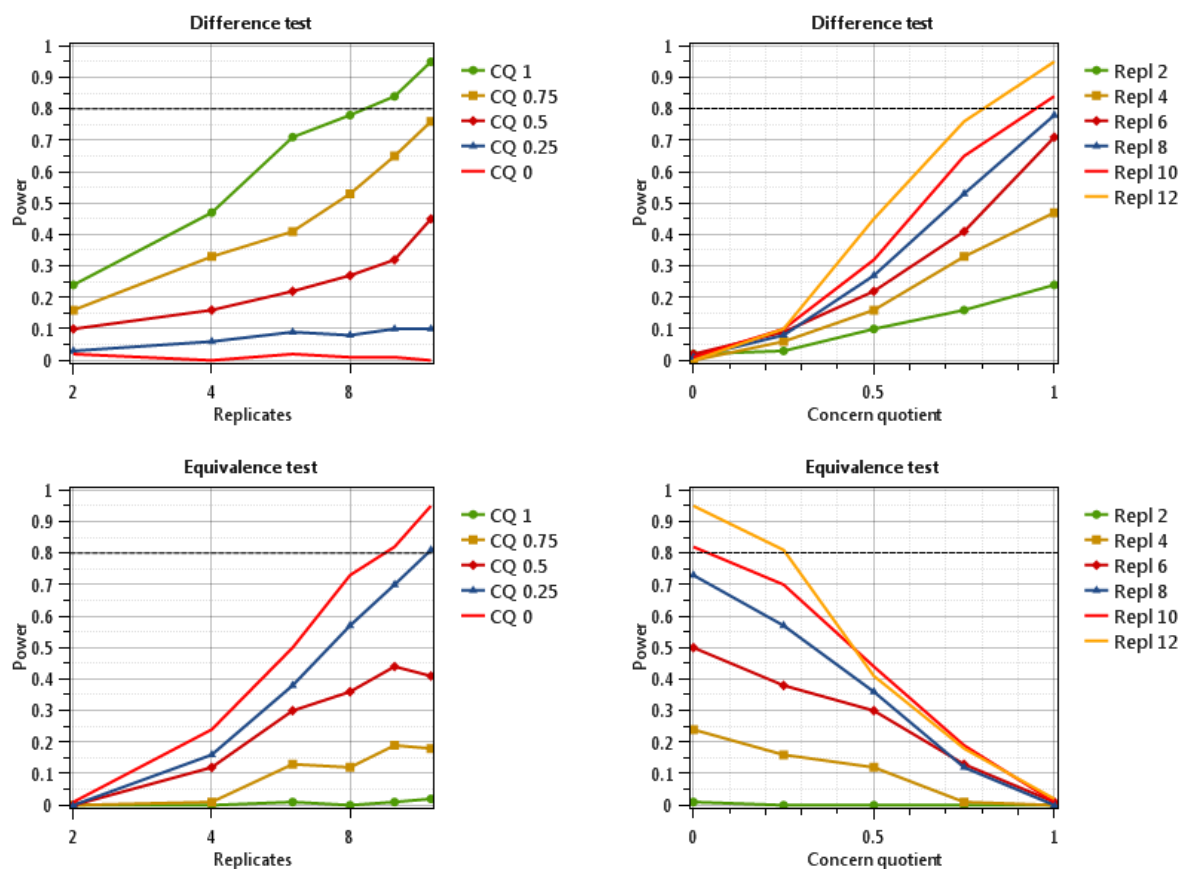 Difference test
Power
1
0.9
0.8
0.7
0.6
0.5
0.4
0.3
0.2
0.1
0
2
4
8
Replicates
CQ 1
CQ 0.75
CQ 0.5
CQ 0.25
CQ 0
Difference test
Power
1
0.9
0.8
0.7
0.6
0.5
0.4
0.3
0.2
0.1
0
0
0.5
1
Concern quotient
Repl 2
Repl 4
Repl 6
Repl 8
Repl 10
Repl 12
Equivalence test
Power
1
0.9
0.8
0.7
0.6
0.5
0.4
0.3
0.2
0.1
0
2
4
8
Replicates
CQ 1
CQ 0.75
CQ 0.5
CQ 0.25
CQ 0
Equivalence test
Power
1
0.9
0.8
0.7
0.6
0.5
0.4
0.3
0.2
0.1
0
0
0.5
1
Concern quotient
Repl 2
Repl 4
Repl 6
Repl 8
Repl 10
Repl 12